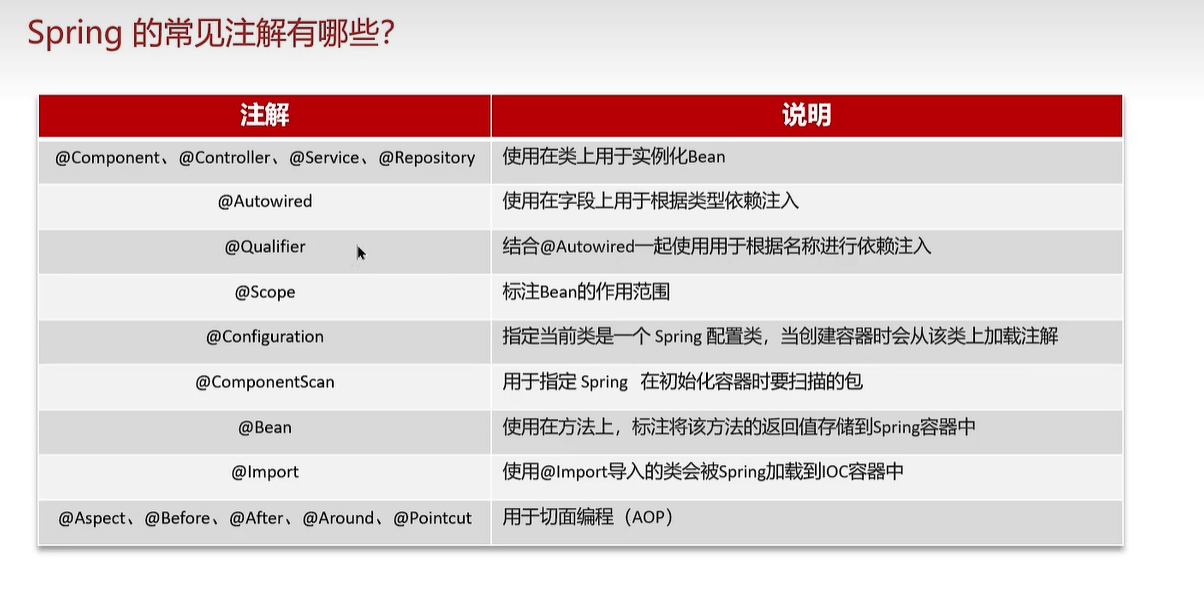 Spring 的常见注解有哪些？
注解 说明
@Component、@Controller、@Service、@Repository 使用在类上用于实例化Bean
@Autowired 使用在字段上用于根据类型依赖注入
@Qualifier 结合@Autowired一起使用用于根据名称进行依赖注入
@Scope 标注Bean的作用范围
@Configuration 指定当前类是一个 Spring 配置类，当创建容器时会从该类上加载注解
@ComponentScan 用于指定 Spring 在初始化容器时要扫描的包
@Bean 使用在方法上，标注将该方法的返回值存储到Spring容器中
@Import 使用@Import导入的类会被Spring加载到IOC容器中
@Aspect、@Before、@After、@Around、@Pointcut 用于切面编程（AOP）